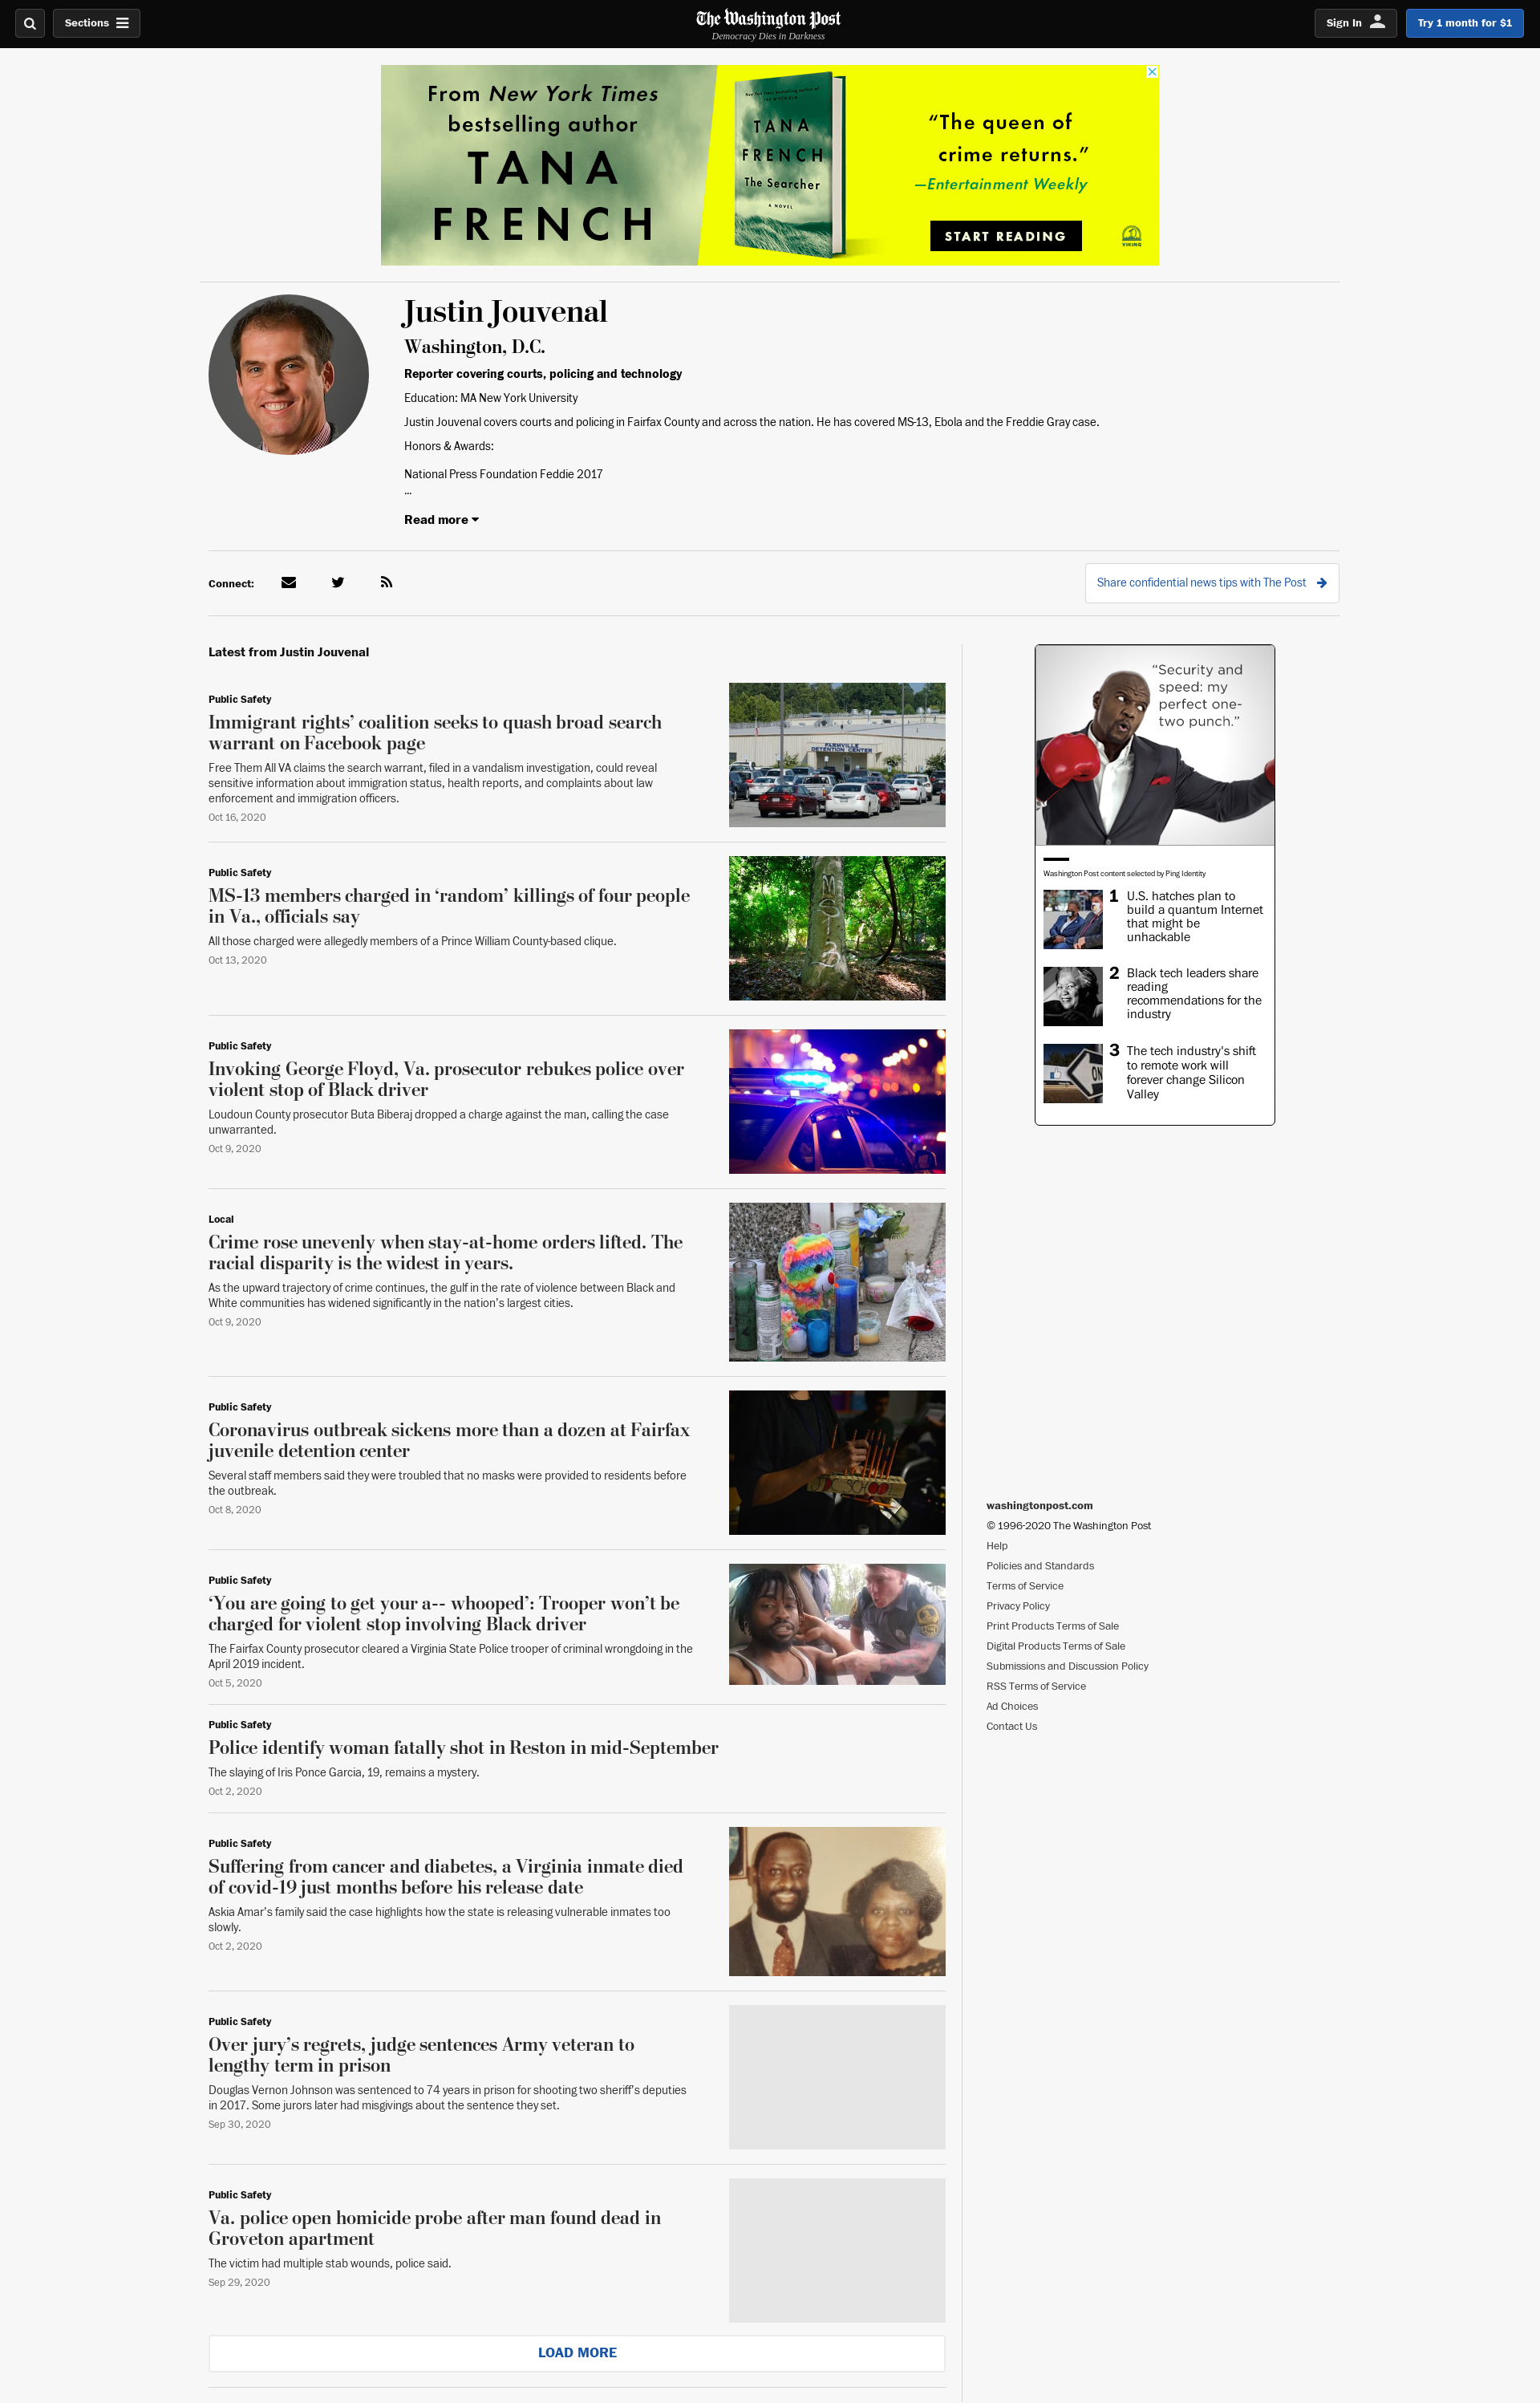 Sections
The Washington Post
Democracy Dies in Darkness
Sign In
Try 1 month for $1
From New York Times
bestselling author
TANA
FRENCH
New York Times bestselling author of
TANA
FRENCH
The Searcher
A NOVEL
“The queen of
crime returns.”
—Entertainment Weekly
START READING
VIKING
Justin Jouvenal
Washington, D.C.
Reporter covering courts, policing and technology
Education: MA New York University
Justin Jouvenal covers courts and policing in Fairfax County and across the nation. He has covered MS-13, Ebola and the Freddie Gray case.
Honors & Awards:
National Press Foundation Feddie 2017
...
Read more
Connect:
Share confidential news tips with The Post
Latest from Justin Jouvenal
Public Safety
Immigrant rights’ coalition seeks to quash broad search
warrant on Facebook page
Free Them All VA claims the search warrant, filed in a vandalism investigation, could reveal
sensitive information about immigration status, health reports, and complaints about law
enforcement and immigration officers.
Oct 16, 2020
FARMVILLE
DETENTION CENTER
Public Safety
MS-13 members charged in ‘random’ killings of four people
in Va., officials say
All those charged were allegedly members of a Prince William County-based clique.
Oct 13, 2020
MS
13
Public Safety
Invoking George Floyd, Va. prosecutor rebukes police over
violent stop of Black driver
Loudoun County prosecutor Buta Biberaj dropped a charge against the man, calling the case
unwarranted.
Oct 9, 2020
Local
Crime rose unevenly when stay-at-home orders lifted. The
racial disparity is the widest in years.
As the upward trajectory of crime continues, the gulf in the rate of violence between Black and
White communities has widened significantly in the nation’s largest cities.
Oct 9, 2020
Public Safety
Coronavirus outbreak sickens more than a dozen at Fairfax
juvenile detention center
Several staff members said they were troubled that no masks were provided to residents before
the outbreak.
Oct 8, 2020
Public Safety
‘You are going to get your a-- whooped’: Trooper won’t be
charged for violent stop involving Black driver
The Fairfax County prosecutor cleared a Virginia State Police trooper of criminal wrongdoing in the
April 2019 incident.
Oct 5, 2020
Public Safety
Police identify woman fatally shot in Reston in mid-September
The slaying of Iris Ponce Garcia, 19, remains a mystery.
Oct 2, 2020
Public Safety
Suffering from cancer and diabetes, a Virginia inmate died
of covid-19 just months before his release date
Askia Amar’s family said the case highlights how the state is releasing vulnerable inmates too
slowly.
Oct 2, 2020
Public Safety
Over jury’s regrets, judge sentences Army veteran to
lengthy term in prison
Douglas Vernon Johnson was sentenced to 74 years in prison for shooting two sheriff’s deputies
in 2017. Some jurors later had misgivings about the sentence they set.
Sep 30, 2020
Public Safety
Va. police open homicide probe after man found dead in
Groveton apartment
The victim had multiple stab wounds, police said.
Sep 29, 2020
LOAD MORE
“Security and
speed: my
perfect one-
two punch.”
Washington Post content selected by Ping Identity
1
U.S. hatches plan to
build a quantum Internet
that might be
unhackable
2
Black tech leaders share
reading
recommendations for the
industry
3
The tech industry's shift
to remote work will
forever change Silicon
Valley
washingtonpost.com
© 1996-2020 The Washington Post
Help
Policies and Standards
Terms of Service
Privacy Policy
Print Products Terms of Sale
Digital Products Terms of Sale
Submissions and Discussion Policy
RSS Terms of Service
Ad Choices
Contact Us